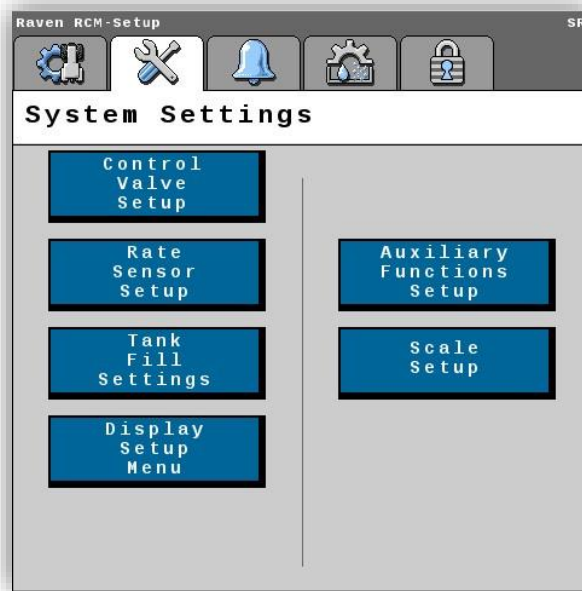 Raven RCM-Setup
SR
System Settings
Control
Valve
Setup
Rate
Sensor
Setup
Tank
Fill
Settings
Display
Setup
Menu
Auxiliary
Functions
Setup
Scale
Setup